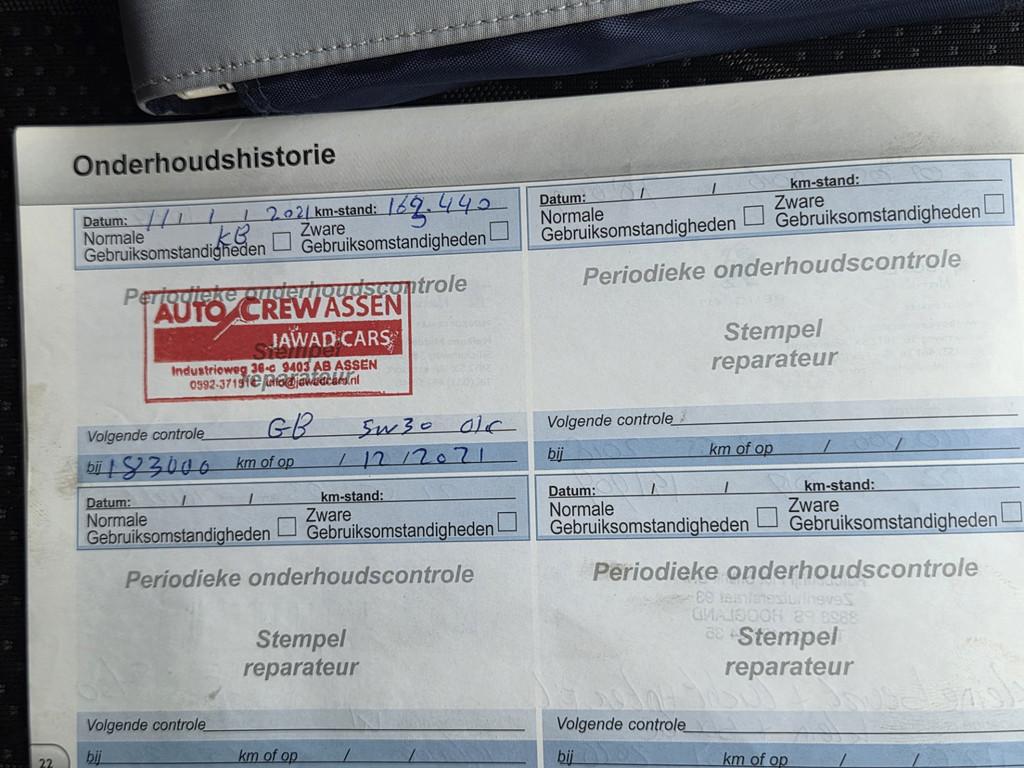 Onderhoudshistorie
Datum: 11 / / 2021 km-stand:
Normale Gebruiksomstandigheden KB Zware Gebruiksomstandigheden
Periodieke onderhoudscontrole
AUTO CREW ASSEN
JAWAD CARS
Stempel
Industrieweg 36-c 9403 AB ASSEN
reparateur
info@jawadcars.nl
Volgende controle GB 5w30 olie
bij 183000 km of op / 12 / 2021
Datum: / / km-stand:
Normale Gebruiksomstandigheden Zware Gebruiksomstandigheden
Periodieke onderhoudscontrole
Stempel
reparateur
Volgende controle
bij km of op / /
Datum: / / km-stand:
Normale Gebruiksomstandigheden Zware Gebruiksomstandigheden
Periodieke onderhoudscontrole
Stempel
reparateur
Volgende controle
bij km of op / /
Datum: / / km-stand:
Normale Gebruiksomstandigheden Zware Gebruiksomstandigheden
Periodieke onderhoudscontrole
Stempel
reparateur
Volgende controle
bij km of op / /
22